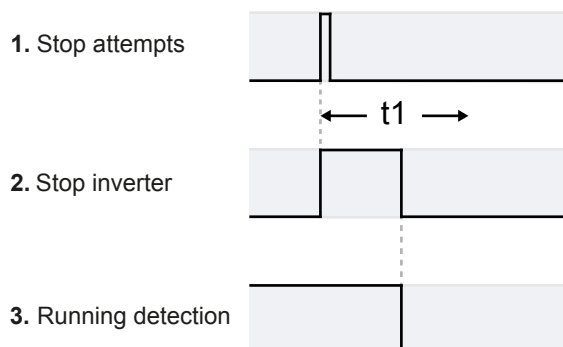 1. Stop attempts
t1
2. Stop inverter
3. Running detection